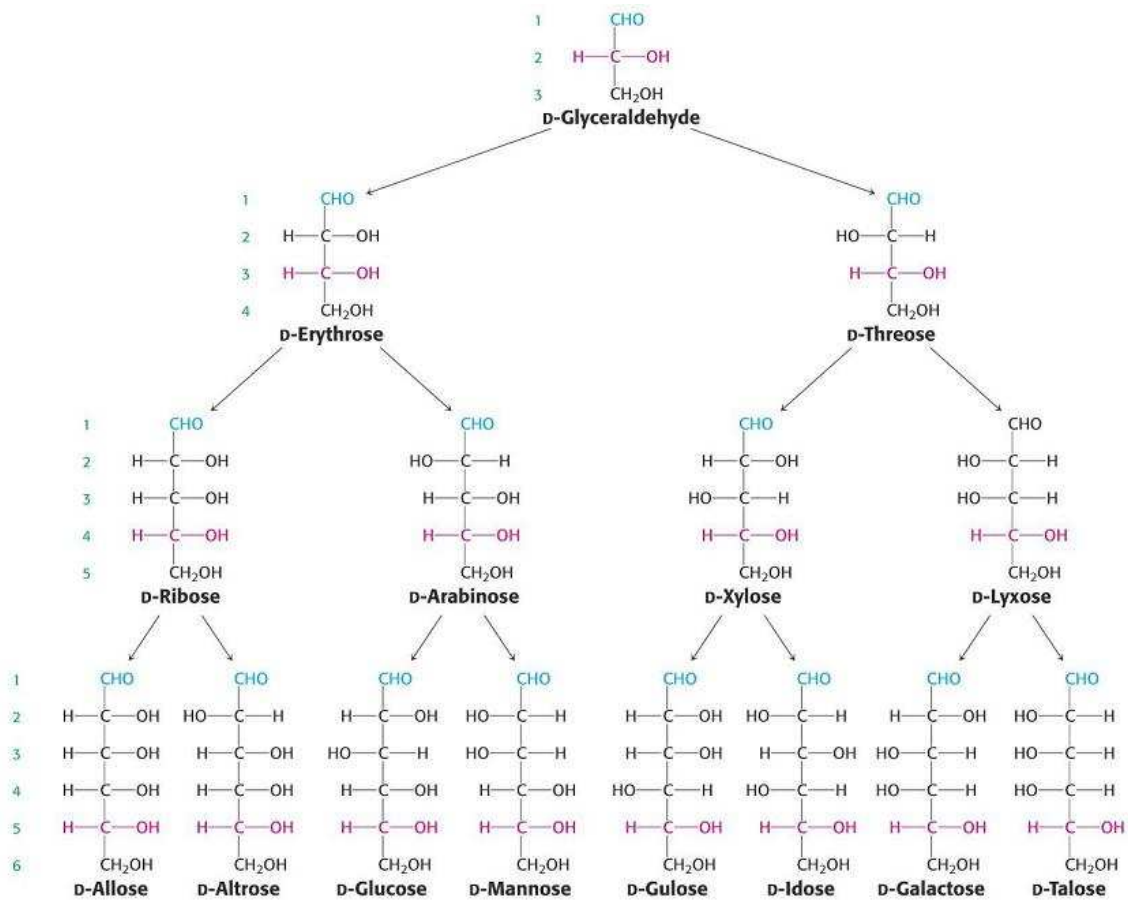 1 CHO
2 H—C—OH
3 CH₂OH
D-Glyceraldehyde
1 CHO CHO
2 H—C—OH HO—C—H
3 H—C—OH H—C—OH
4 CH₂OH CH₂OH
D-Erythrose D-Threose
1 CHO CHO CHO CHO
2 H—C—OH HO—C—H H—C—OH HO—C—H
3 H—C—OH H—C—OH HO—C—H HO—C—H
4 H—C—OH H—C—OH H—C—OH H—C—OH
5 CH₂OH CH₂OH CH₂OH CH₂OH
D-Ribose D-Arabinose D-Xylose D-Lyxose
1 CHO CHO CHO CHO CHO CHO CHO CHO
2 H—C—OH HO—C—H H—C—OH HO—C—H H—C—OH HO—C—H H—C—OH HO—C—H
3 H—C—OH H—C—OH HO—C—H HO—C—H H—C—OH H—C—OH HO—C—H HO—C—H
4 H—C—OH H—C—OH H—C—OH H—C—OH HO—C—H HO—C—H HO—C—H HO—C—H
5 H—C—OH H—C—OH H—C—OH H—C—OH H—C—OH H—C—OH H—C—OH H—C—OH
6 CH₂OH CH₂OH CH₂OH CH₂OH CH₂OH CH₂OH CH₂OH CH₂OH
D-Allose D-Altrose D-Glucose D-Mannose D-Gulose D-Idose D-Galactose D-Talose